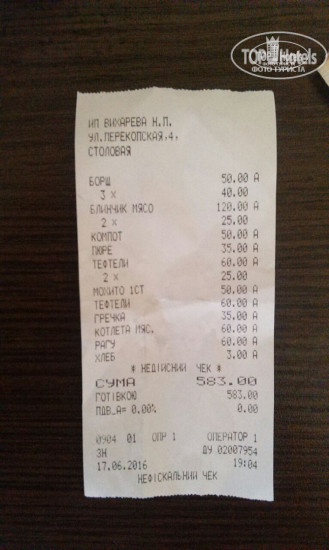 TOPHotels
ФОТО ТУРИСТА
ИП ВИХАРЕВА Н.П.
УЛ.ПЕРЕКОПСКАЯ,4,
СТОЛОВАЯ
БОРЩ 50.00 А
3 X 40.00
БЛИНЧИК МЯСО 120.00 А
2 X 25.00
КОМПОТ 50.00 А
ПЮРЕ 35.00 А
ТЕФТЕЛИ 60.00 А
2 X 25.00
МОХИТО 1СТ 50.00 А
ТЕФТЕЛИ 60.00 А
ГРЕЧКА 35.00 А
КОТЛЕТА МЯС. 60.00 А
РАГУ 60.00 А
ХЛЕБ 3.00 А
* НЕДІЙСНИЙ ЧЕК *
СУМА 583.00
ГОТІВКОЮ 583.00
ПДВ_А= 0.00% 0.00
0904 01 ОПР 1 ОПЕРАТОР 1
ЗН ДУ 02007954
17.06.2016 19:04
НЕФІСКАЛЬНИЙ ЧЕК